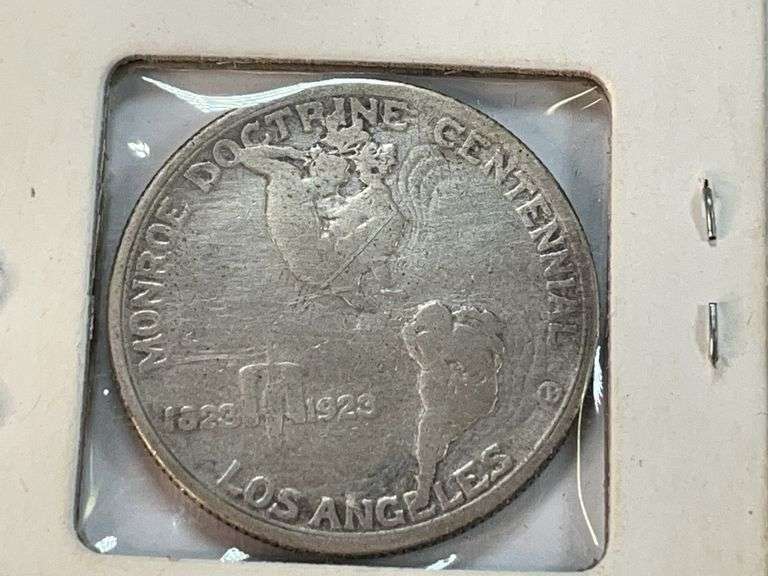 MONROE DOCTRINE CENTENNIAL
1823 1923
LOS ANGELES